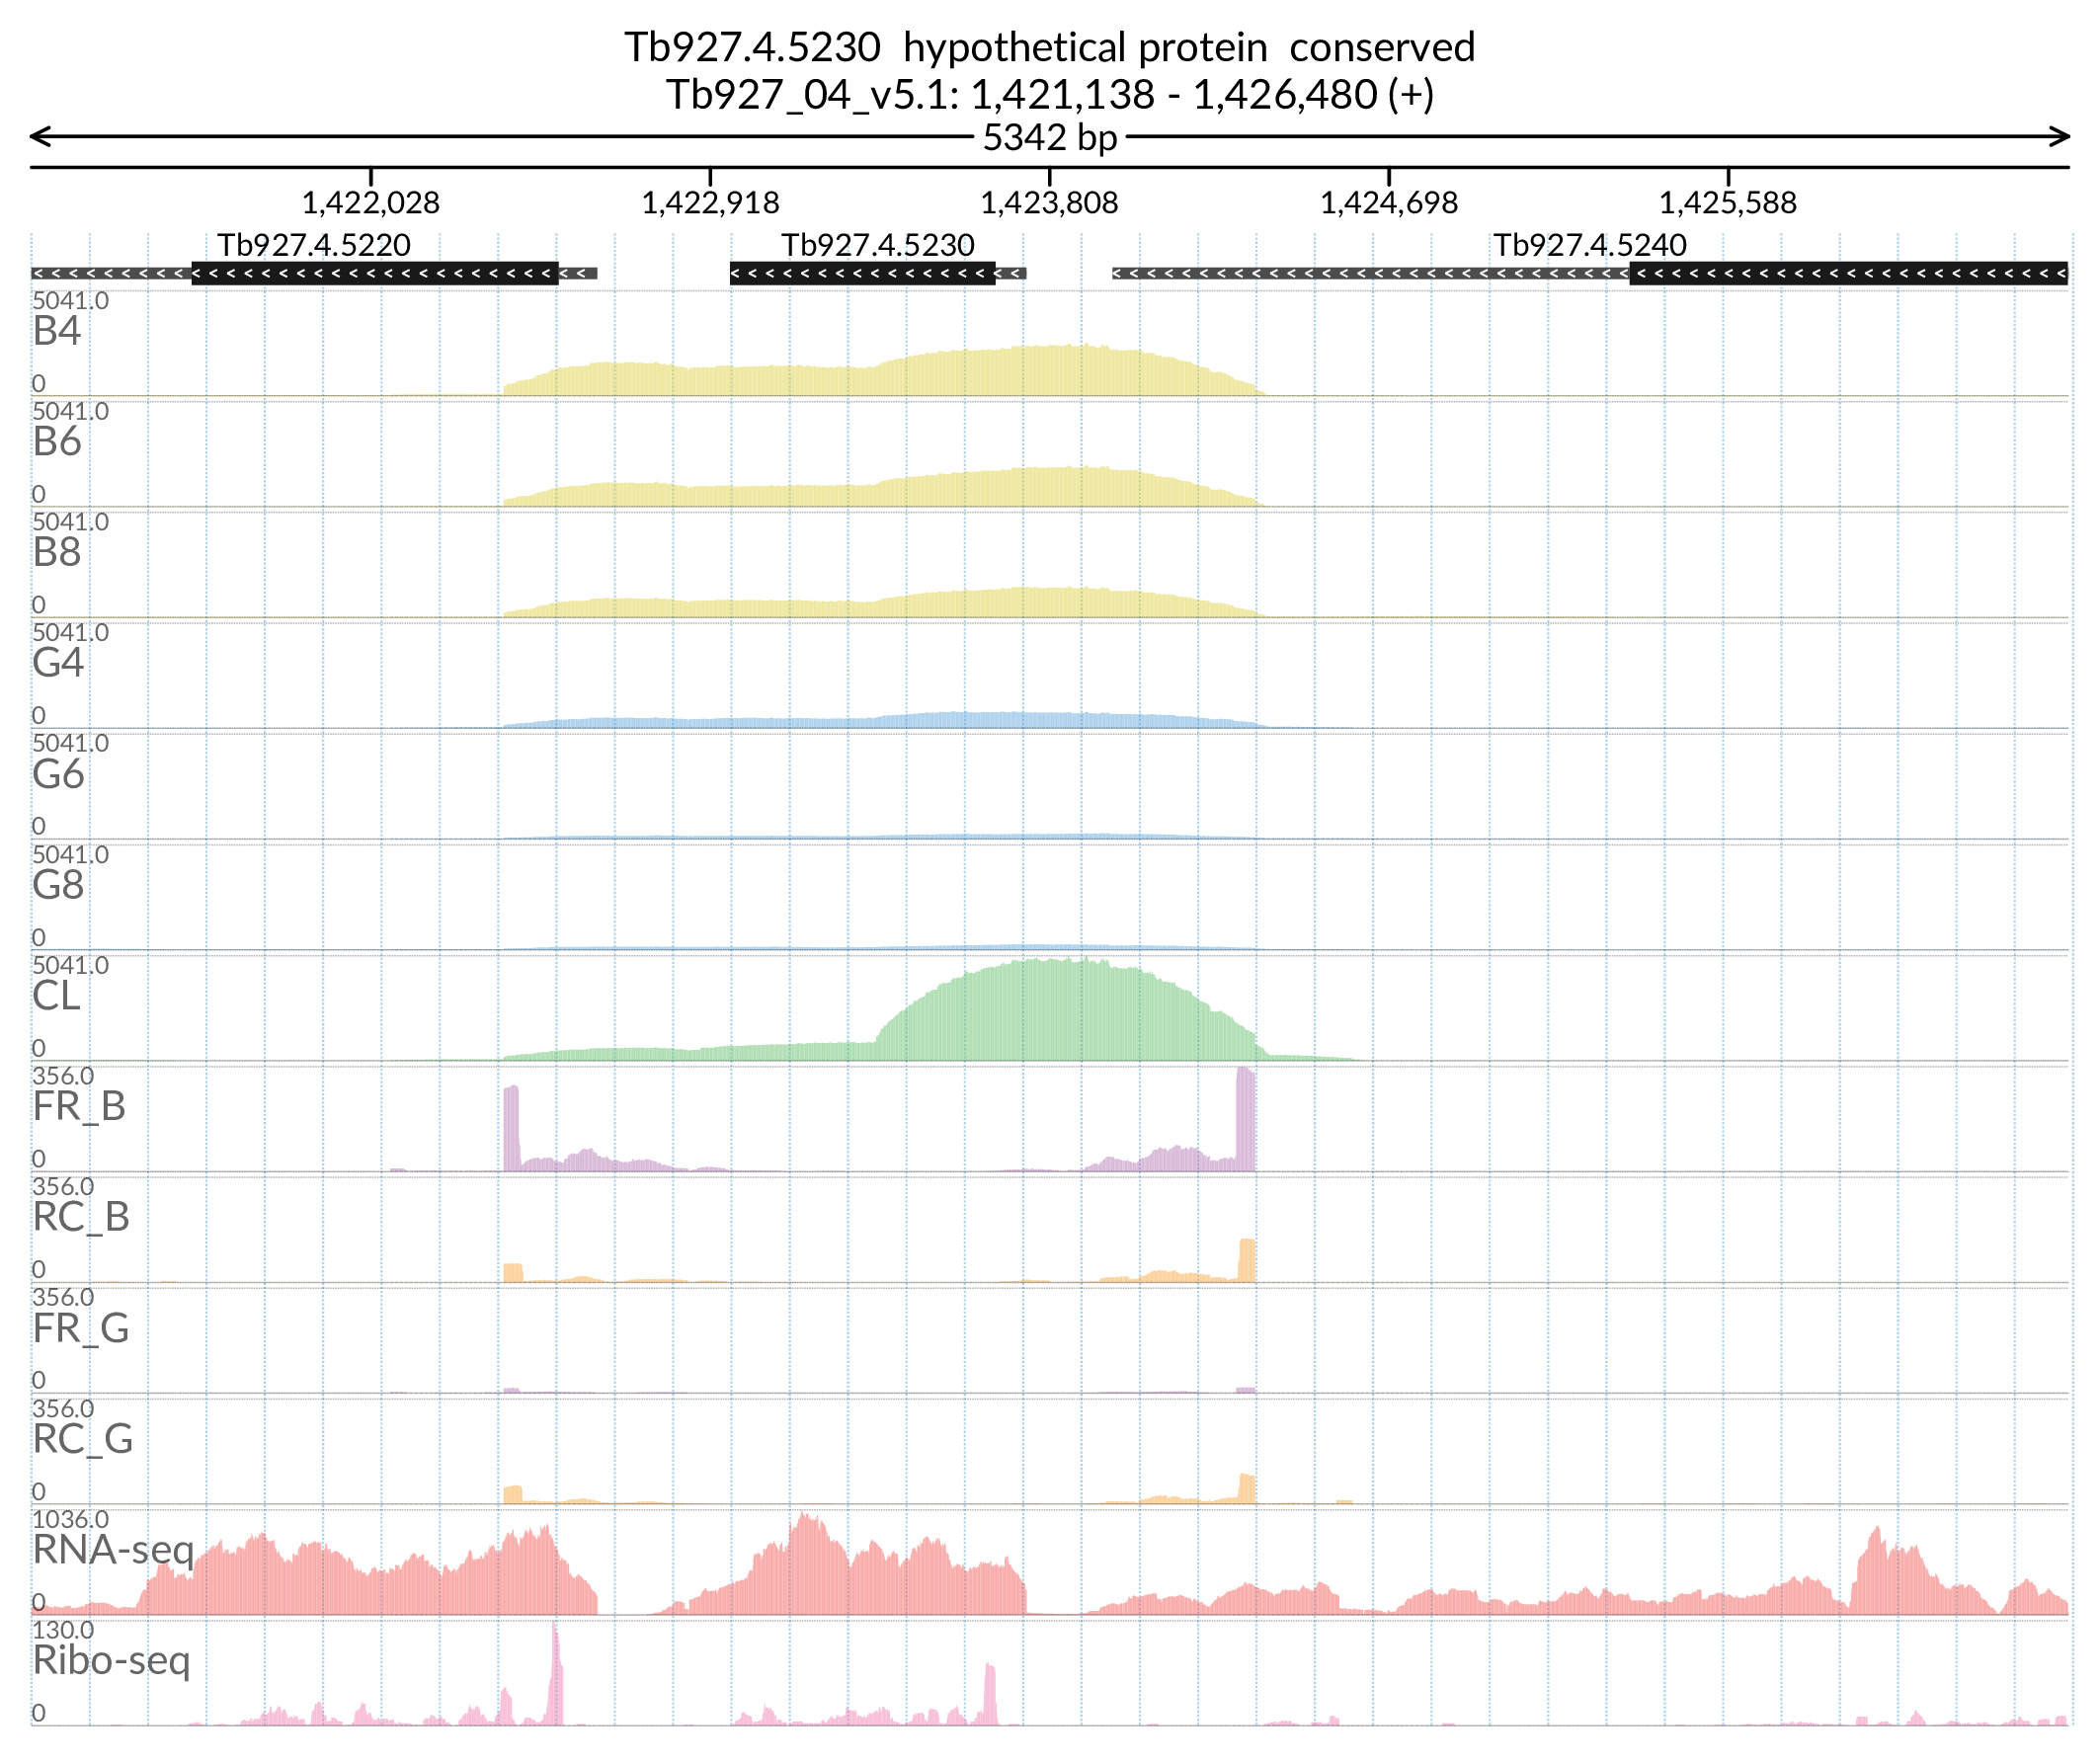 Tb927.4.5230 hypothetical protein conserved
Tb927_04_v5.1: 1,421,138 - 1,426,480 (+)
5342 bp
1,422,028 1,422,918 1,423,808 1,424,698 1,425,588
Tb927.4.5220 Tb927.4.5230 Tb927.4.5240
5041.0
B4
0
5041.0
B6
0
5041.0
B8
0
5041.0
G4
0
5041.0
G6
0
5041.0
G8
0
5041.0
CL
0
356.0
FR_B
0
356.0
RC_B
0
356.0
FR_G
0
356.0
RC_G
0
1036.0
RNA-seq
0
130.0
Ribo-seq
0